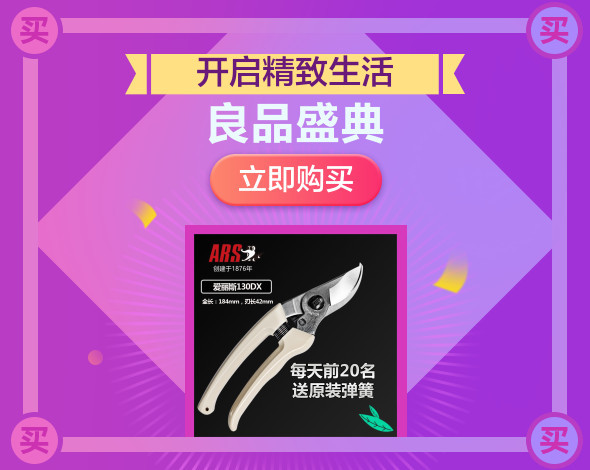 买
买
开启精致生活
良品盛典
立即购买
ARS
创建于1876年
爱丽斯130DX
全长：184mm，刃长42mm
每天前20名
送原装弹簧
买
买